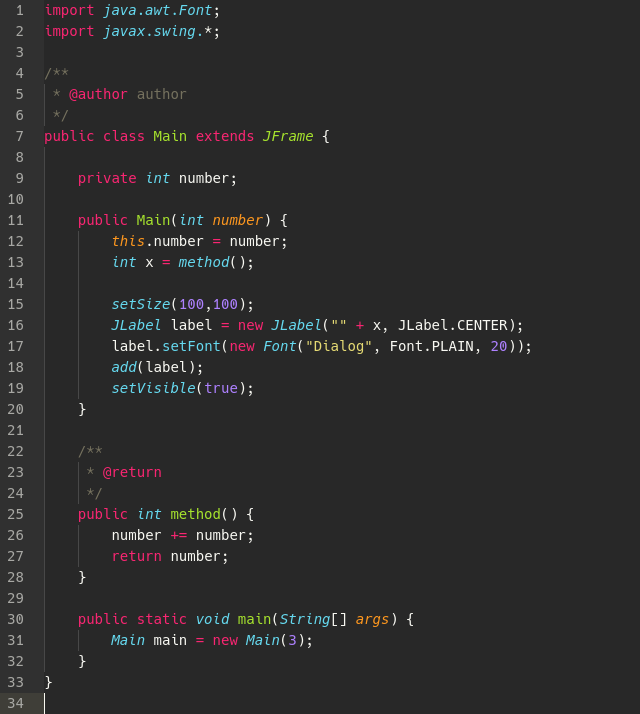 1 import java.awt.Font;
2 import javax.swing.*;
3
4 /**
5  * @author author
6  */
7 public class Main extends JFrame {
8
9     private int number;
10
11     public Main(int number) {
12         this.number = number;
13         int x = method();
14
15         setSize(100,100);
16         JLabel label = new JLabel("" + x, JLabel.CENTER);
17         label.setFont(new Font("Dialog", Font.PLAIN, 20));
18         add(label);
19         setVisible(true);
20     }
21
22     /**
23      * @return
24      */
25     public int method() {
26         number += number;
27         return number;
28     }
29
30     public static void main(String[] args) {
31         Main main = new Main(3);
32     }
33 }
34